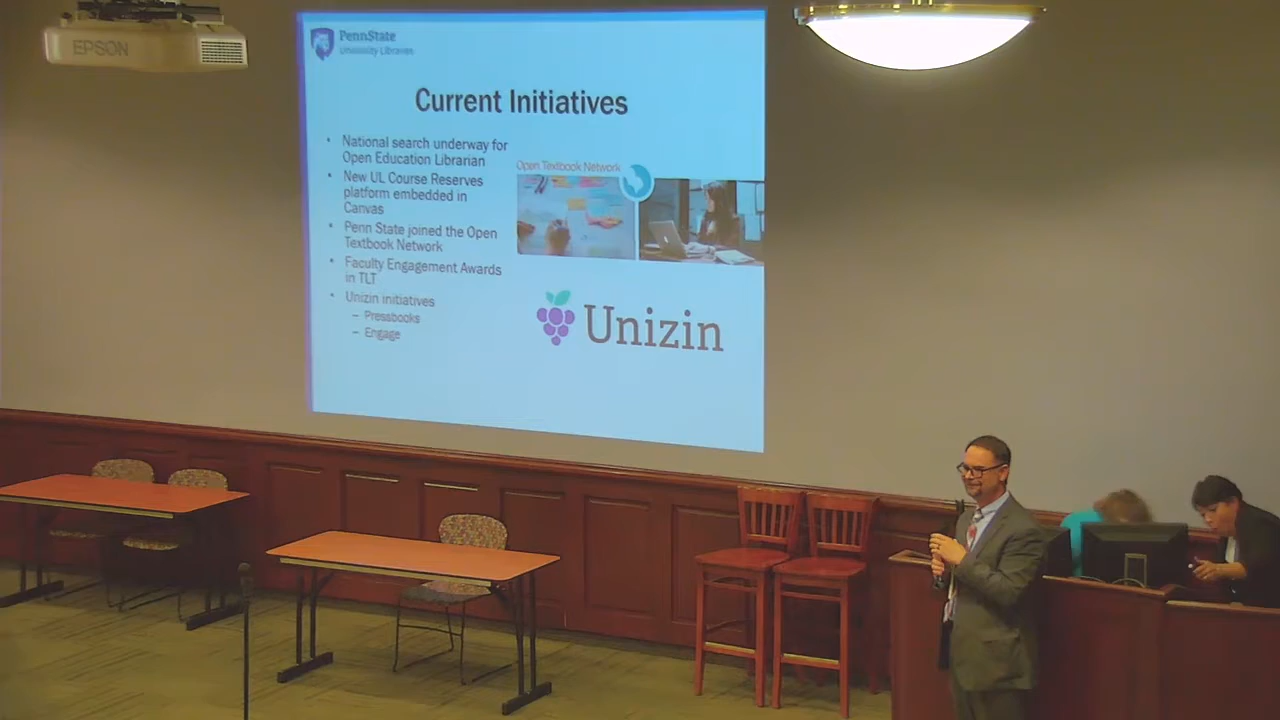 EPSON
PennState
University Libraries
Current Initiatives
• National search underway for
Open Education Librarian
• New UL Course Reserves
platform embedded in
Canvas
• Penn State joined the Open
Textbook Network
• Faculty Engagement Awards
in TLT
• Unizin initiatives
– Pressbooks
– Engage
Open Textbook Network
Unizin